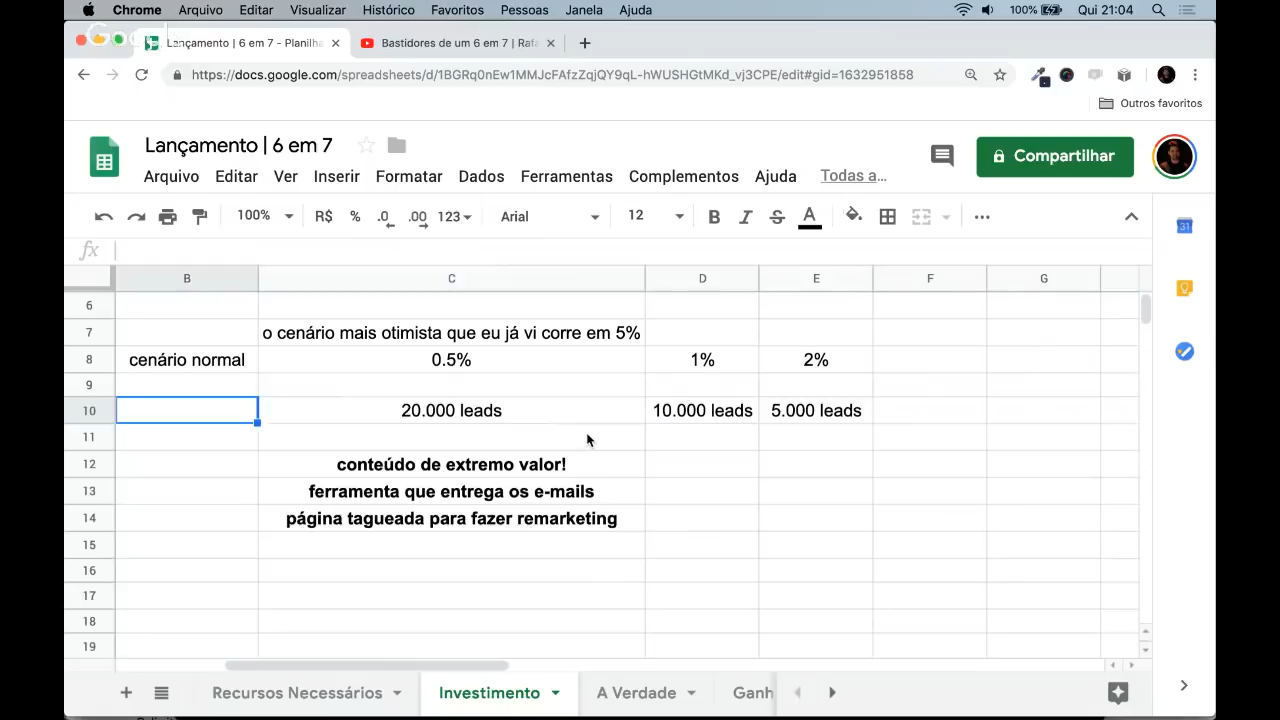 Chrome Arquivo Editar Visualizar Histórico Favoritos Pessoas Janela Ajuda 100% Qui 21:04
Lançamento | 6 em 7 - Planilha Bastidores de um 6 em 7 | Rafa
https://docs.google.com/spreadsheets/d/1BGRq0nEw1MMJcFAfzZqjQY9qL-hWUSHGtMKd_vj3CPE/edit#gid=1632951858
Outros favoritos
Lançamento | 6 em 7
Compartilhar
Arquivo Editar Ver Inserir Formatar Dados Ferramentas Complementos Ajuda Todas a...
100% R$ % .0 .00 123 Arial 12 B I S A ...
fx
B C D E F G
6
7 o cenário mais otimista que eu já vi corre em 5%
8 cenário normal 0.5% 1% 2%
9
10 20.000 leads 10.000 leads 5.000 leads
11
12 conteúdo de extremo valor!
13 ferramenta que entrega os e-mails
14 página tagueada para fazer remarketing
15
16
17
18
19
Recursos Necessários Investimento A Verdade Ganh
31